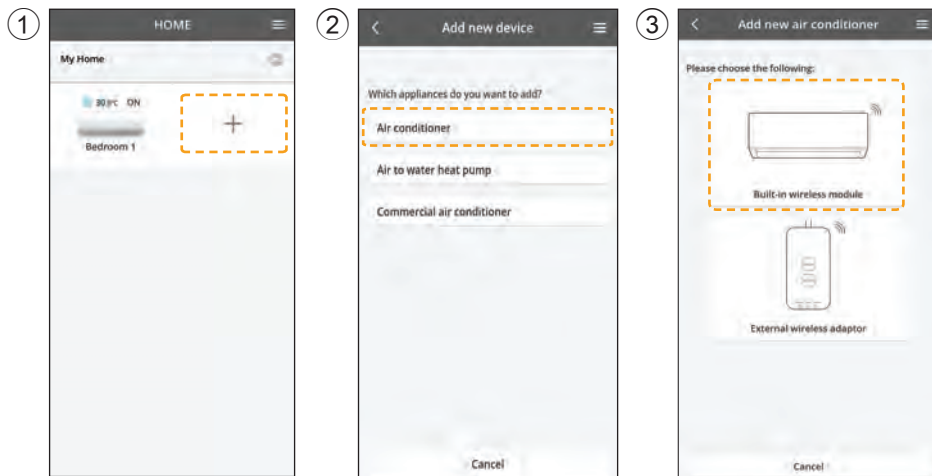 1
HOME
My Home
ON
Bedroom 1
+
2
Add new device
Which appliances do you want to add?
Air conditioner
Air to water heat pump
Commercial air conditioner
Cancel
3
Add new air conditioner
Please choose the following:
Built-in wireless module
External wireless adaptor
Cancel